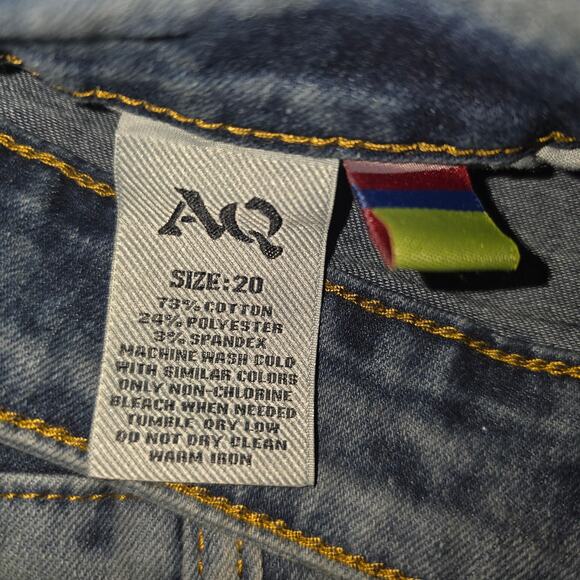 AQ
SIZE:20
73% COTTON
24% POLYESTER
3% SPANDEX
MACHINE WASH COLD
WITH SIMILAR COLORS
ONLY NON-CHLORINE
BLEACH WHEN NEEDED
TUMBLE DRY LOW
DO NOT DRY CLEAN
WARM IRON